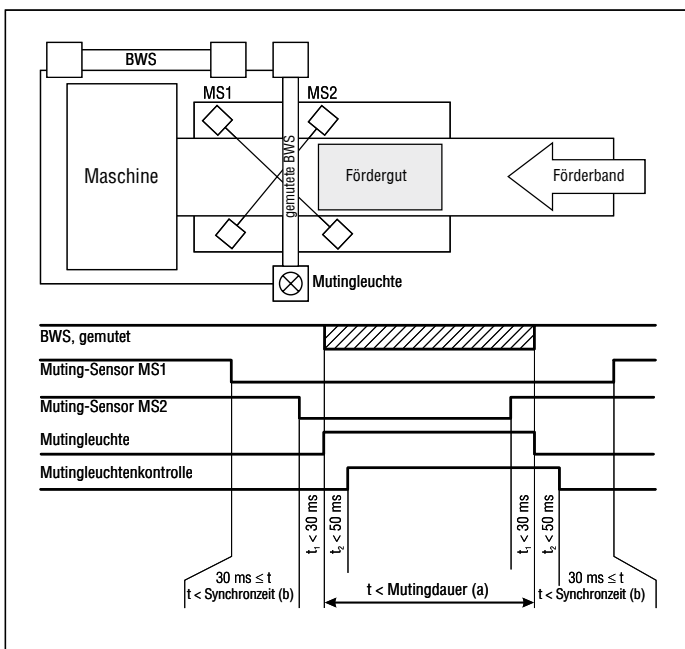 BWS
MS1
MS2
Maschine
gemutete BWS
Fördergut
Förderband
Mutingleuchte
BWS, gemutet
Muting-Sensor MS1
Muting-Sensor MS2
Mutingleuchte
Mutingleuchtenkontrolle
t₁ < 30 ms
t₂ < 50 ms
t₁ < 30 ms
t₂ < 50 ms
30 ms ≤ t
t < Synchronzeit (b)
t < Mutingdauer (a)
30 ms ≤ t
t < Synchronzeit (b)